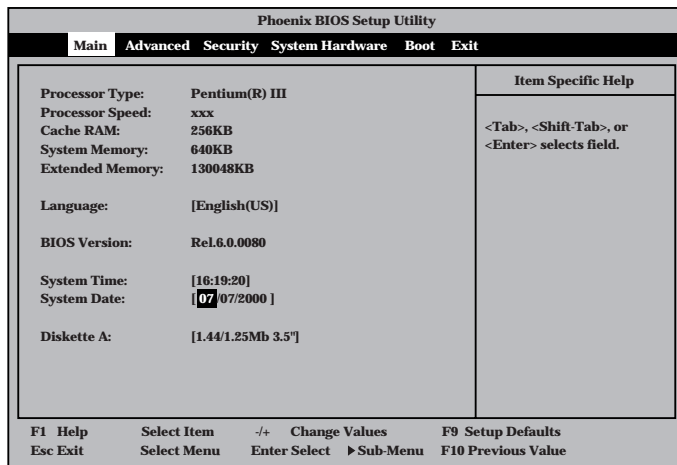 Phoenix BIOS Setup Utility
Main Advanced Security System Hardware Boot Exit
Item Specific Help
<Tab>, <Shift-Tab>, or
<Enter> selects field.
Processor Type: Pentium(R) III
Processor Speed: xxx
Cache RAM: 256KB
System Memory: 640KB
Extended Memory: 130048KB
Language: [English(US)]
BIOS Version: Rel.6.0.0080
System Time: [16:19:20]
System Date: [ 07/07/2000 ]
Diskette A: [1.44/1.25Mb 3.5"]
F1 Help Select Item -/+ Change Values F9 Setup Defaults
Esc Exit Select Menu Enter Select ▶Sub-Menu F10 Previous Value